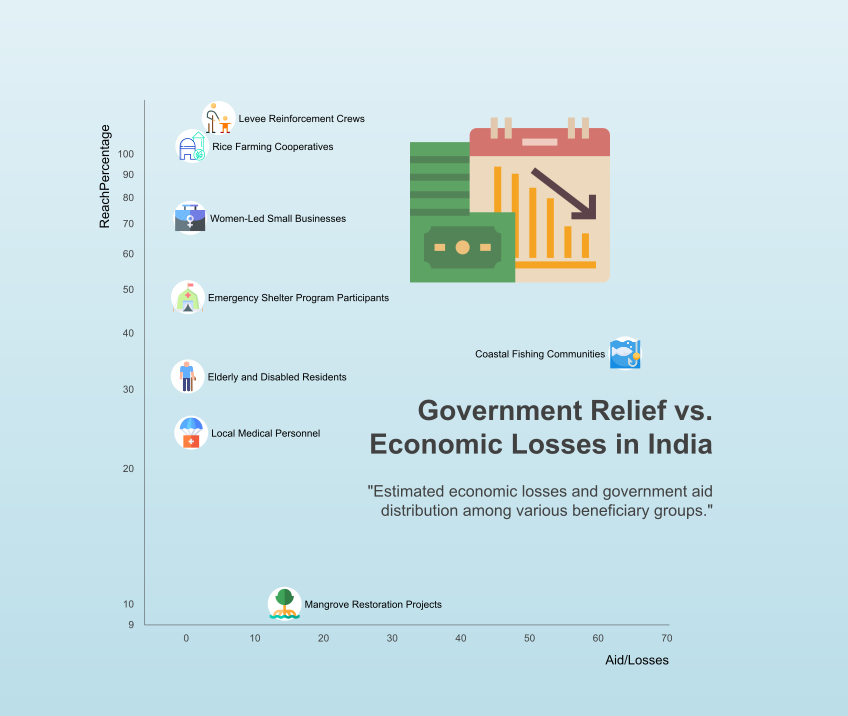 Levee Reinforcement Crews
Rice Farming Cooperatives
Women-Led Small Businesses
Emergency Shelter Program Participants
Coastal Fishing Communities
Elderly and Disabled Residents
Local Medical Personnel
Mangrove Restoration Projects
ReachPercentage
100
90
80
70
60
50
40
30
20
10
9
0
10
20
30
40
50
60
70
Aid/Losses
Government Relief vs.
Economic Losses in India
"Estimated economic losses and government aid
distribution among various beneficiary groups."